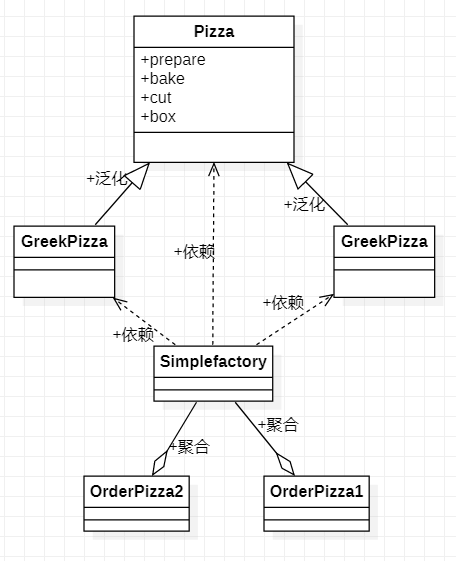 Pizza
+prepare
+bake
+cut
+box
+泛化
+泛化
GreekPizza
GreekPizza
+依赖
+依赖
+依赖
Simplefactory
+聚合
+聚合
OrderPizza2
OrderPizza1